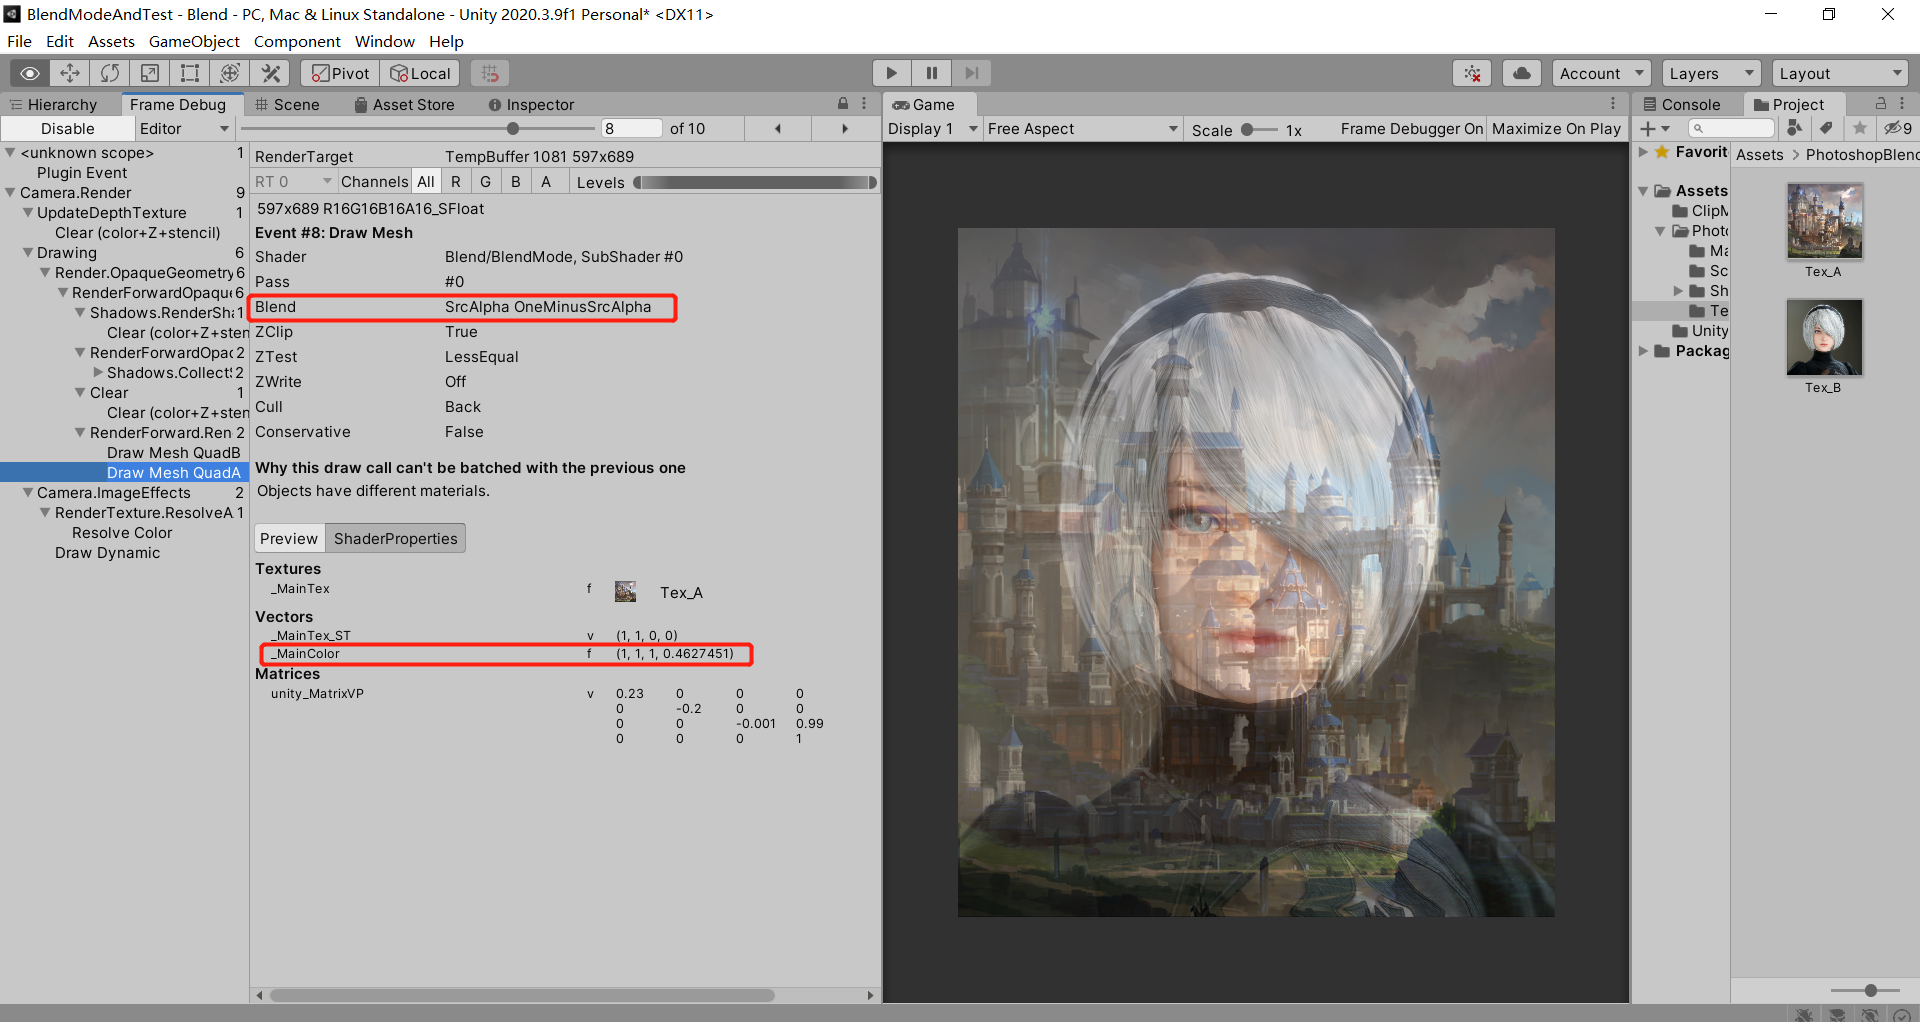 BlendModeAndTest - Blend - PC, Mac & Linux Standalone - Unity 2020.3.9f1 Personal* <DX11>
File Edit Assets GameObject Component Window Help
Pivot Local Account Layers Layout
Hierarchy Frame Debug Scene Asset Store Inspector Game Console Project
Disable Editor 8 of 10 Display 1 Free Aspect Scale 1x Frame Debugger On Maximize On Play 9
<unknown scope> 1
Plugin Event
Camera.Render 9
UpdateDepthTexture 1
Clear (color+Z+stencil)
Drawing 6
Render.OpaqueGeometry 6
RenderForwardOpaque 6
Shadows.RenderSha 1
Clear (color+Z+sten
RenderForwardOpac 2
Shadows.Collect 2
Clear 1
Clear (color+Z+sten
RenderForward.Ren 2
Draw Mesh QuadB
Draw Mesh QuadA
Camera.ImageEffects 2
RenderTexture.ResolveA 1
Resolve Color
Draw Dynamic
RenderTarget TempBuffer 1081 597x689
RT 0 Channels All R G B A Levels
597x689 R16G16B16A16_SFloat
Event #8: Draw Mesh
Shader Blend/BlendMode, SubShader #0
Pass #0
Blend SrcAlpha OneMinusSrcAlpha
ZClip True
ZTest LessEqual
ZWrite Off
Cull Back
Conservative False
Why this draw call can't be batched with the previous one
Objects have different materials.
Preview ShaderProperties
Textures
_MainTex f Tex_A
Vectors
_MainTex_ST v (1, 1, 0, 0)
_MainColor f (1, 1, 1, 0.4627451)
Matrices
unity_MatrixVP v 0.23 0 0 0
0 -0.2 0 0
0 0 -0.001 0.99
0 0 0 1
Favorit
Assets
ClipM
Photo
Ma
Sc
Sh
Te
Unity
Packag
Assets > PhotoshopBlend
Tex_A
Tex_B